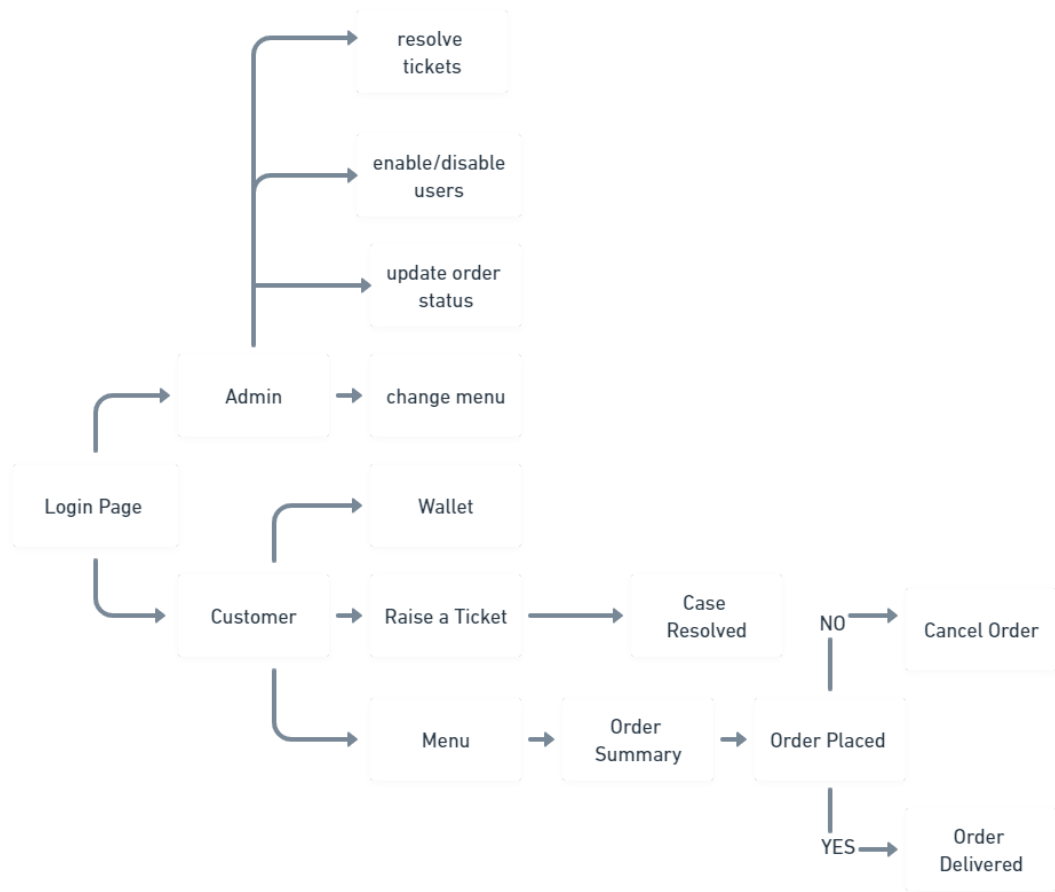 resolve
tickets
enable/disable
users
update order
status
Admin
change menu
Login Page
Wallet
Customer
Raise a Ticket
Case
Resolved
NO
Cancel Order
Menu
Order
Summary
Order Placed
YES
Order
Delivered